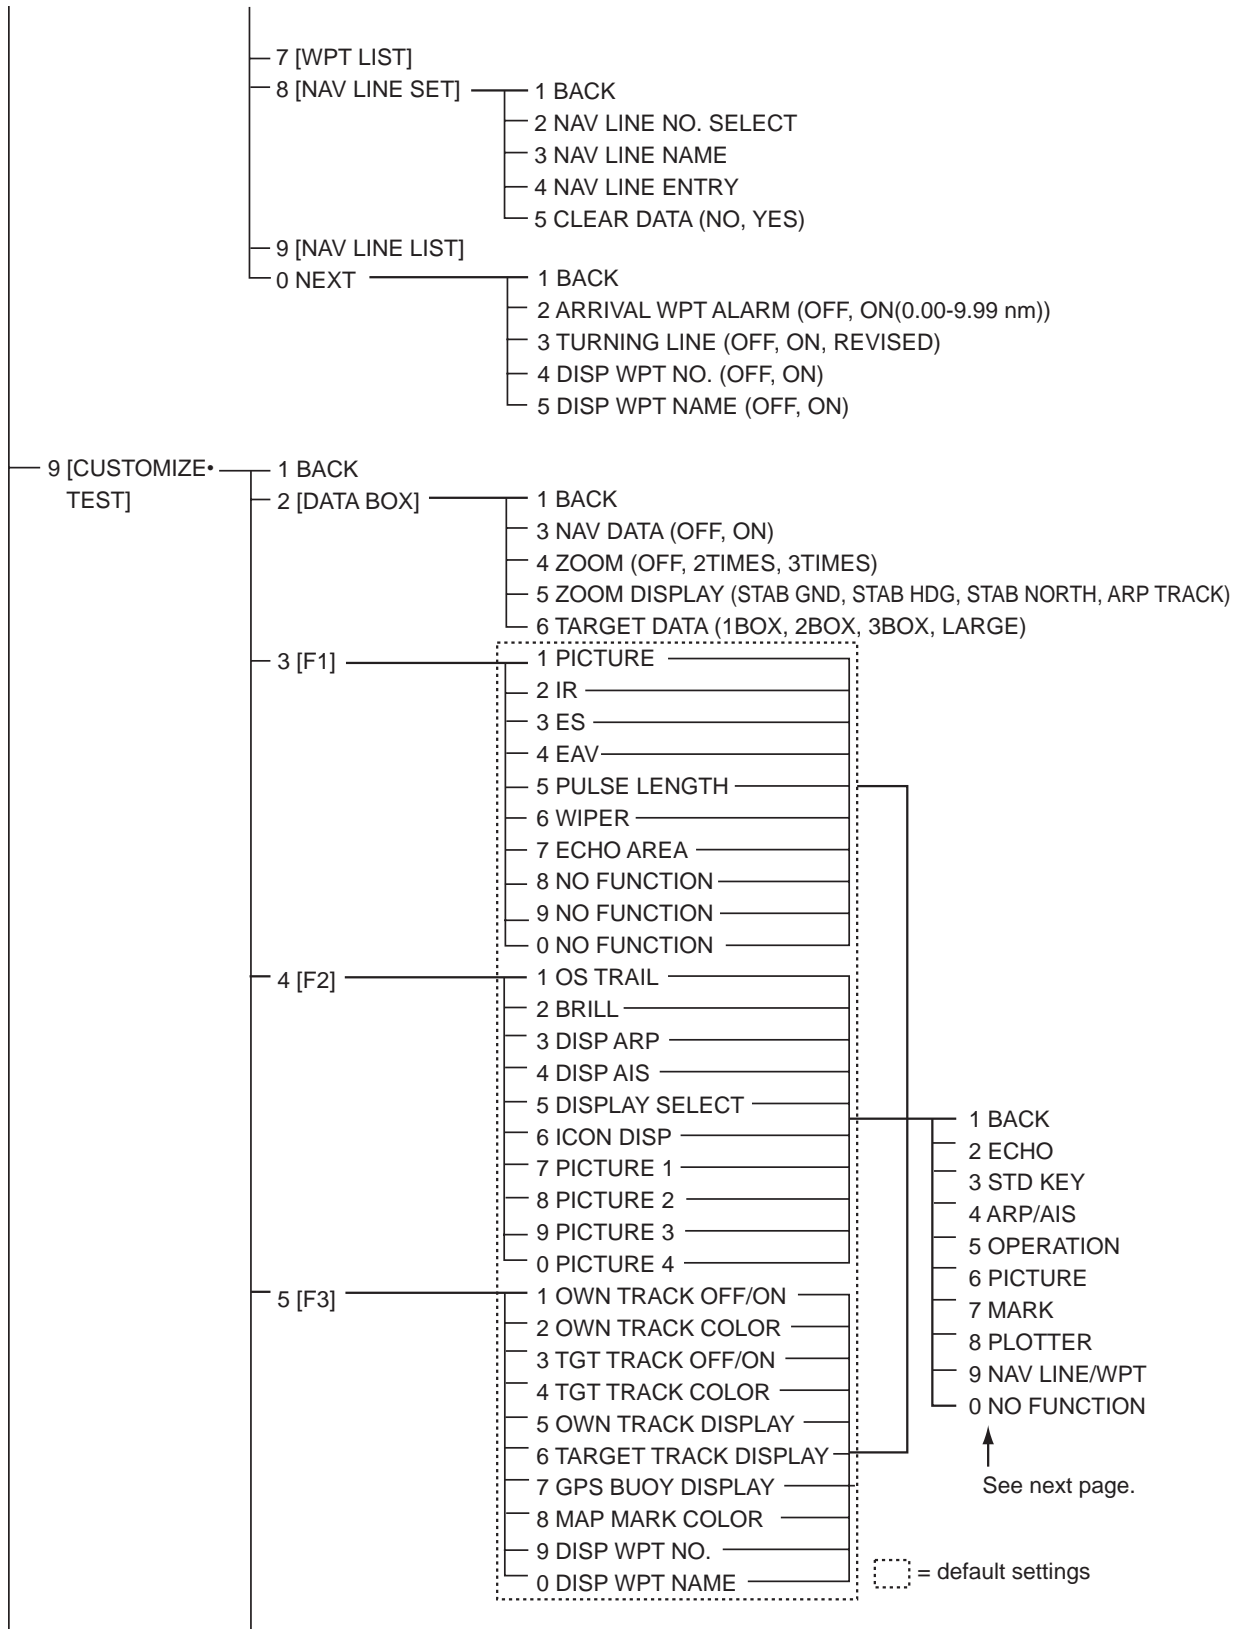 7 [WPT LIST]
8 [NAV LINE SET]
1 BACK
2 NAV LINE NO. SELECT
3 NAV LINE NAME
4 NAV LINE ENTRY
5 CLEAR DATA (NO, YES)
9 [NAV LINE LIST]
0 NEXT
1 BACK
2 ARRIVAL WPT ALARM (OFF, ON(0.00-9.99 nm))
3 TURNING LINE (OFF, ON, REVISED)
4 DISP WPT NO. (OFF, ON)
5 DISP WPT NAME (OFF, ON)
9 [CUSTOMIZE•
TEST]
1 BACK
2 [DATA BOX]
1 BACK
3 NAV DATA (OFF, ON)
4 ZOOM (OFF, 2TIMES, 3TIMES)
5 ZOOM DISPLAY (STAB GND, STAB HDG, STAB NORTH, ARP TRACK)
6 TARGET DATA (1BOX, 2BOX, 3BOX, LARGE)
3 [F1]
1 PICTURE
2 IR
3 ES
4 EAV
5 PULSE LENGTH
6 WIPER
7 ECHO AREA
8 NO FUNCTION
9 NO FUNCTION
0 NO FUNCTION
4 [F2]
1 OS TRAIL
2 BRILL
3 DISP ARP
4 DISP AIS
5 DISPLAY SELECT
6 ICON DISP
7 PICTURE 1
8 PICTURE 2
9 PICTURE 3
0 PICTURE 4
5 [F3]
1 OWN TRACK OFF/ON
2 OWN TRACK COLOR
3 TGT TRACK OFF/ON
4 TGT TRACK COLOR
5 OWN TRACK DISPLAY
6 TARGET TRACK DISPLAY
7 GPS BUOY DISPLAY
8 MAP MARK COLOR
9 DISP WPT NO.
0 DISP WPT NAME
1 BACK
2 ECHO
3 STD KEY
4 ARP/AIS
5 OPERATION
6 PICTURE
7 MARK
8 PLOTTER
9 NAV LINE/WPT
0 NO FUNCTION
See next page.
= default settings